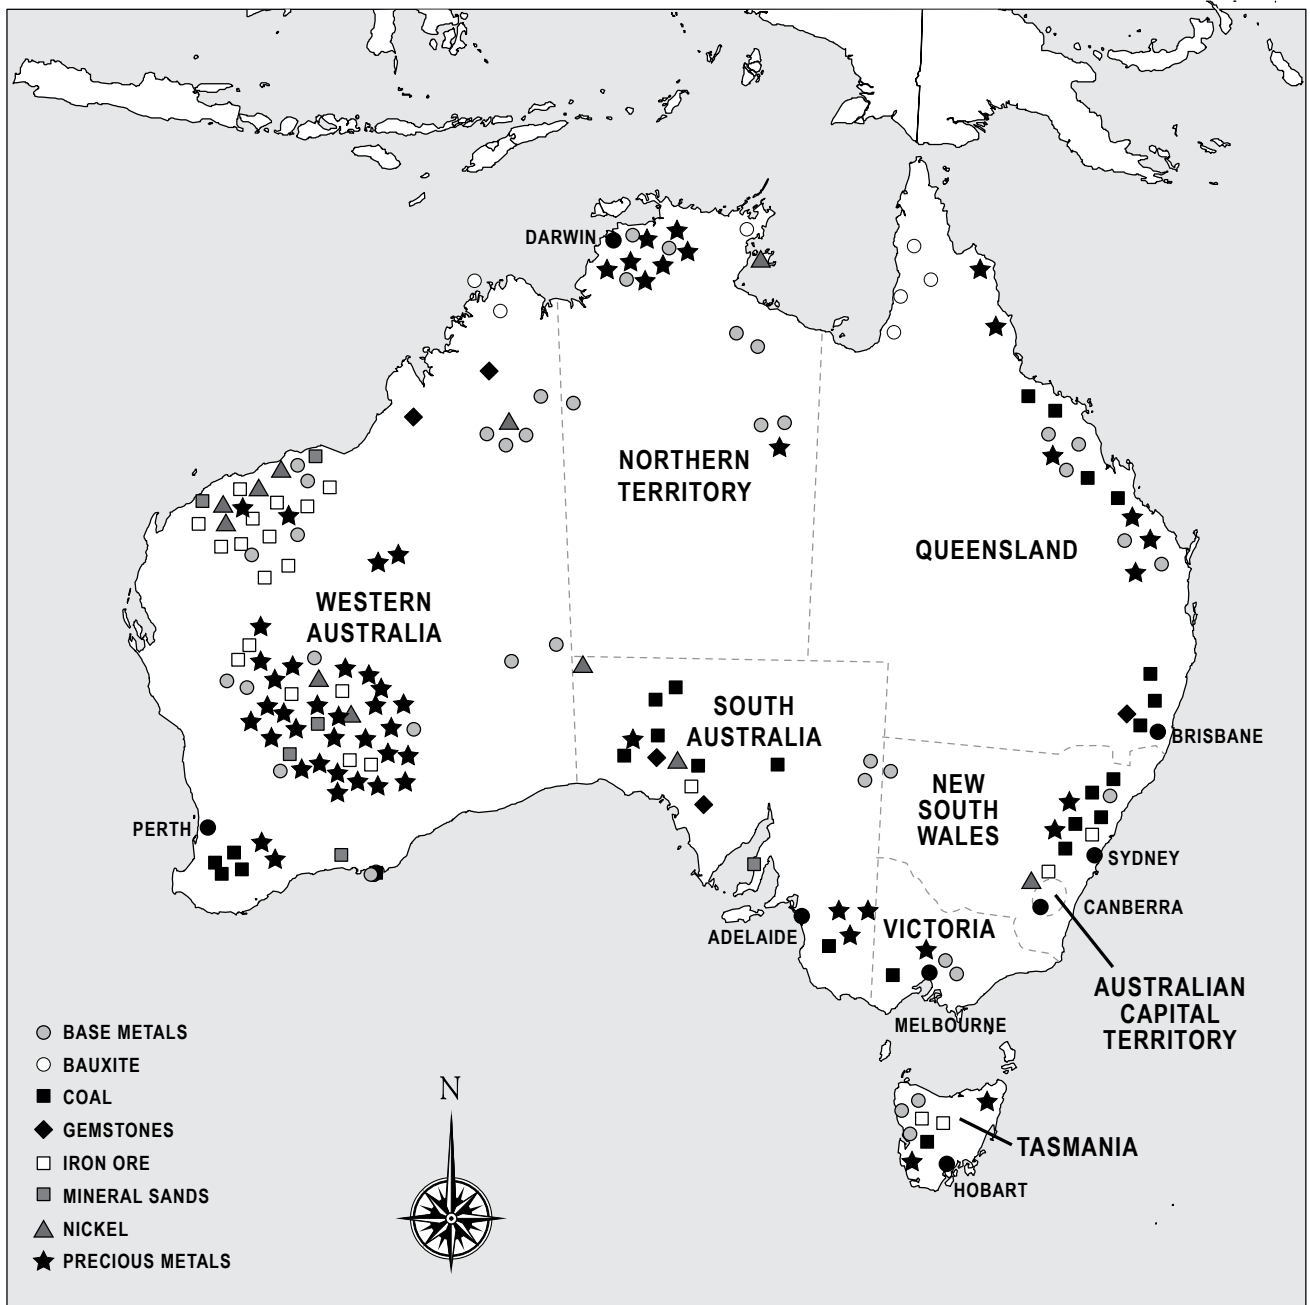 DARWIN
NORTHERN
TERRITORY
QUEENSLAND
WESTERN
AUSTRALIA
SOUTH
AUSTRALIA
BRISBANE
NEW
SOUTH
WALES
PERTH
SYDNEY
CANBERRA
ADELAIDE
VICTORIA
AUSTRALIAN
CAPITAL
TERRITORY
MELBOURNE
BASE METALS
BAUXITE
COAL
GEMSTONES
IRON ORE
MINERAL SANDS
NICKEL
PRECIOUS METALS
N
TASMANIA
HOBART